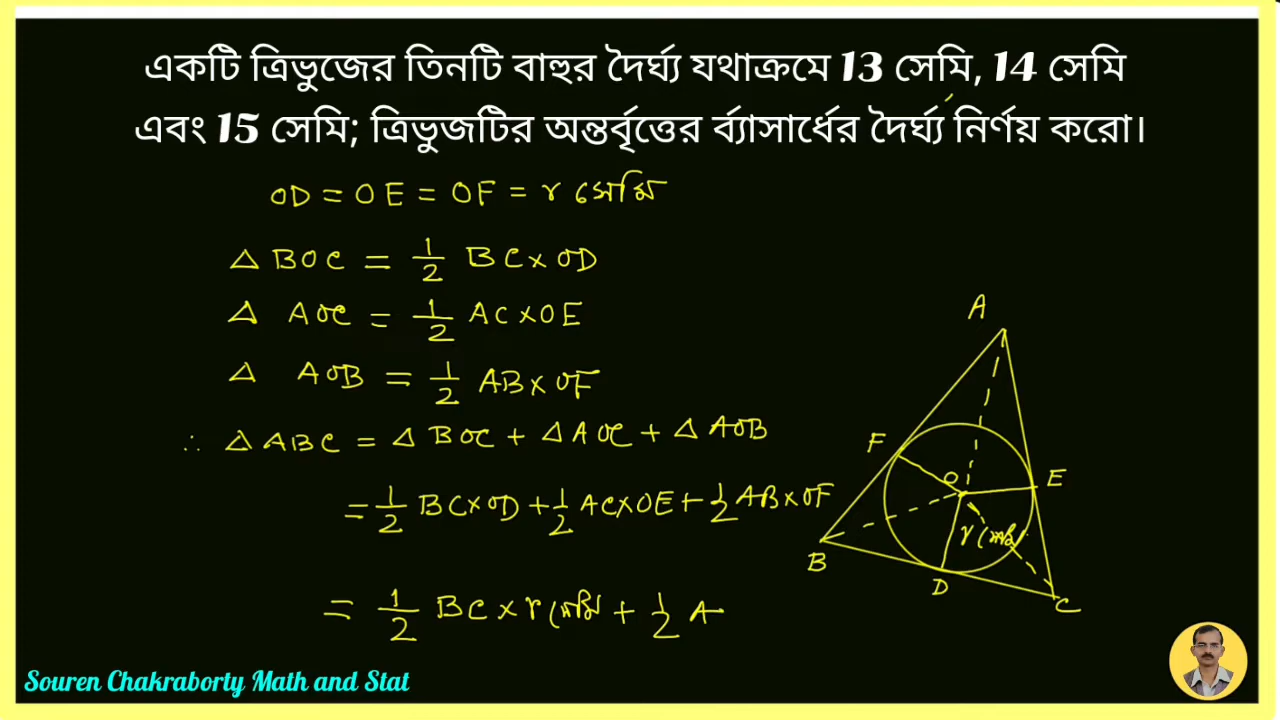 একটি ত্রিভুজের তিনটি বাহুর দৈর্ঘ্য যথাক্রমে 13 সেমি, 14 সেমি
এবং 15 সেমি; ত্রিভুজটির অন্তর্বৃত্তের র্ব্যাসার্ধের দৈর্ঘ্য নির্ণয় করো।
OD = OE = OF = r সেমি
△ BOC = 1/2 BC × OD
△ AOC = 1/2 AC × OE
△ AOB = 1/2 AB × OF
∴ △ ABC = △ BOC + △ AOC + △ AOB
= 1/2 BC × OD + 1/2 AC × OE + 1/2 AB × OF
= 1/2 BC × r সেমি + 1/2 A
A
F
E
O
r সেমি
B
D
C
Souren Chakraborty Math and Stat